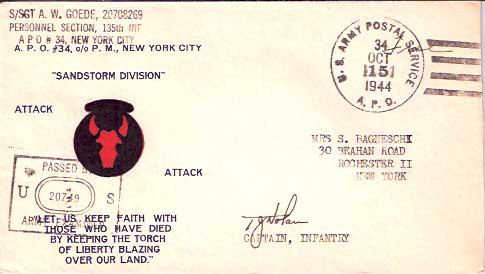 S/SGT A. W. GOEDE, 20708269
PERSONNEL SECTION, 135th INF
A P O # 34, NEW YORK CITY
A. P. O. #34, c/o P. M., NEW YORK CITY
"SANDSTORM DIVISION"
ATTACK
ATTACK
U. S. ARMY POSTAL SERVICE
34
OCT
15
1944
A. P. O.
MRS S. BAGNESCHI
30 BEAHAN ROAD
ROCHESTER 11
NEW YORK
PASSED BY
U S
ARMY EXAMINER
"LET US KEEP FAITH WITH
THOSE WHO HAVE DIED
BY KEEPING THE TORCH
OF LIBERTY BLAZING
OVER OUR LAND."
CAPTAIN, INFANTRY